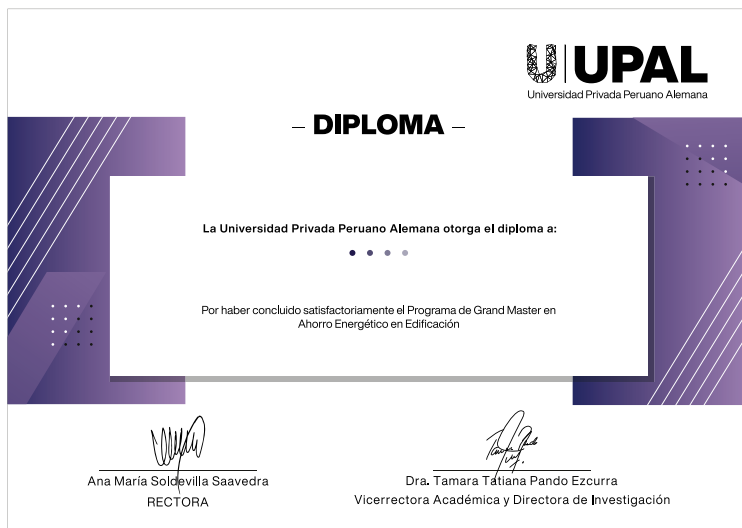 UPAL
Universidad Privada Peruano Alemana
– DIPLOMA –
La Universidad Privada Peruano Alemana otorga el diploma a:
Por haber concluido satisfactoriamente el Programa de Grand Master en
Ahorro Energético en Edificación
Ana María Soldevilla Saavedra
RECTORA
Dra. Tamara Tatiana Pando Ezcurra
Vicerrectora Académica y Directora de Investigación